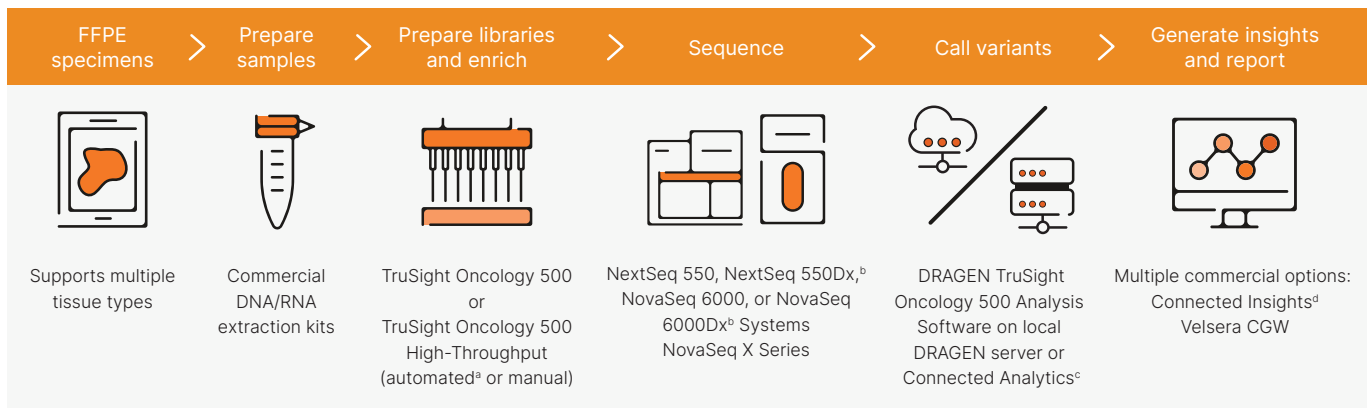 FFPE
specimens
Prepare
samples
Prepare libraries
and enrich
Sequence
Call variants
Generate insights
and report
Supports multiple
tissue types
Commercial
DNA/RNA
extraction kits
TruSight Oncology 500
or
TruSight Oncology 500
High-Throughput
(automatedᵃ or manual)
NextSeq 550, NextSeq 550Dx,ᵇ
NovaSeq 6000, or NovaSeq
6000Dxᵇ Systems
NovaSeq X Series
DRAGEN TruSight
Oncology 500 Analysis
Software on local
DRAGEN server or
Connected Analyticsᶜ
Multiple commercial options:
Connected Insightsᵈ
Velsera CGW